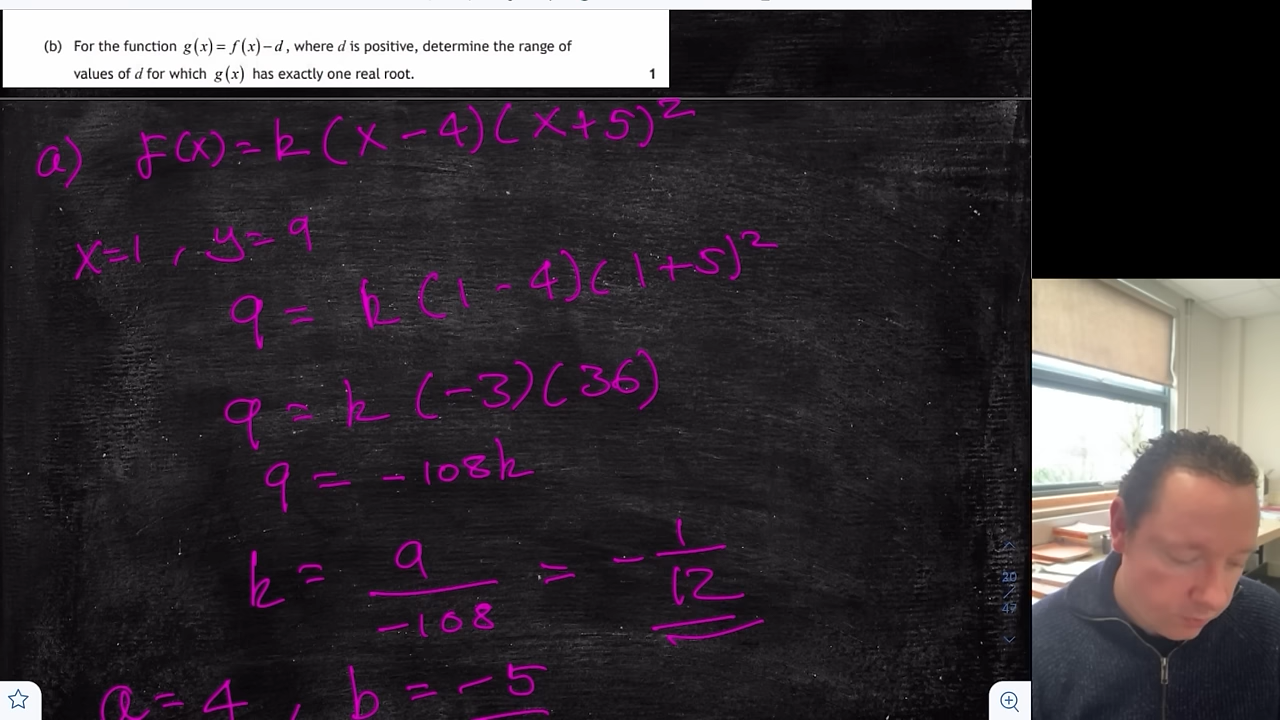 (b) For the function g(x) = f(x) − d, where d is positive, determine the range of
values of d for which g(x) has exactly one real root. 1
a) f(x) = k(x − 4)(x + 5)²
x=1, y=9
9 = k(1 − 4)(1+5)²
9 = k(−3)(36)
9 = −108k
k = 9/−108 = −1/12
a = 4, b = −5
30
/
47